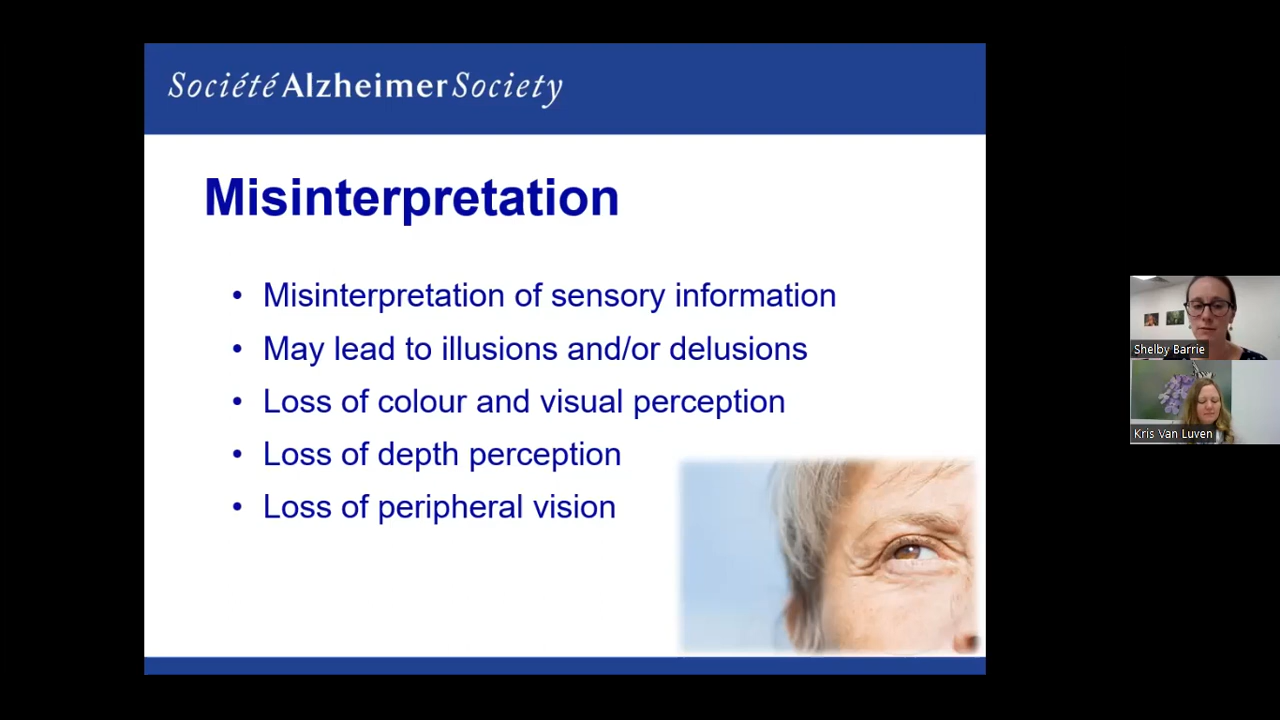 Société Alzheimer Society
Misinterpretation
• Misinterpretation of sensory information
• May lead to illusions and/or delusions
• Loss of colour and visual perception
• Loss of depth perception
• Loss of peripheral vision
Shelby Barrie
Kris Van Luven